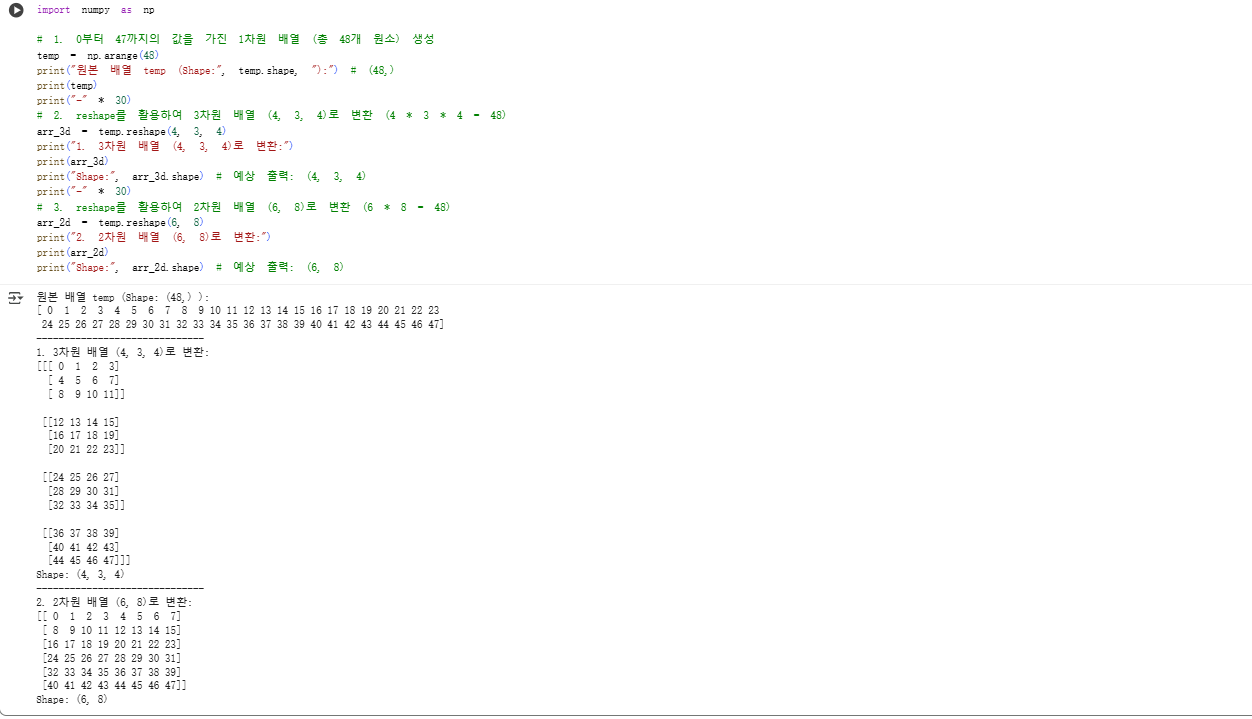 import numpy as np
# 1. 0부터 47까지의 값을 가진 1차원 배열 (총 48개 원소) 생성
temp = np.arange(48)
print("원본 배열 temp (Shape:", temp.shape, "):") # (48,)
print(temp)
print("-" * 30)
# 2. reshape를 활용하여 3차원 배열 (4, 3, 4)로 변환 (4 * 3 * 4 = 48)
arr_3d = temp.reshape(4, 3, 4)
print("1. 3차원 배열 (4, 3, 4)로 변환:")
print(arr_3d)
print("Shape:", arr_3d.shape) # 예상 출력: (4, 3, 4)
print("-" * 30)
# 3. reshape를 활용하여 2차원 배열 (6, 8)로 변환 (6 * 8 = 48)
arr_2d = temp.reshape(6, 8)
print("2. 2차원 배열 (6, 8)로 변환:")
print(arr_2d)
print("Shape:", arr_2d.shape) # 예상 출력: (6, 8)
원본 배열 temp (Shape: (48,) ):
[ 0  1  2  3  4  5  6  7  8  9 10 11 12 13 14 15 16 17 18 19 20 21 22 23
 24 25 26 27 28 29 30 31 32 33 34 35 36 37 38 39 40 41 42 43 44 45 46 47]
------------------------------
1. 3차원 배열 (4, 3, 4)로 변환:
[[[ 0  1  2  3]
  [ 4  5  6  7]
  [ 8  9 10 11]]
 [[12 13 14 15]
  [16 17 18 19]
  [20 21 22 23]]
 [[24 25 26 27]
  [28 29 30 31]
  [32 33 34 35]]
 [[36 37 38 39]
  [40 41 42 43]
  [44 45 46 47]]]
Shape: (4, 3, 4)
------------------------------
2. 2차원 배열 (6, 8)로 변환:
[[ 0  1  2  3  4  5  6  7]
 [ 8  9 10 11 12 13 14 15]
 [16 17 18 19 20 21 22 23]
 [24 25 26 27 28 29 30 31]
 [32 33 34 35 36 37 38 39]
 [40 41 42 43 44 45 46 47]]
Shape: (6, 8)